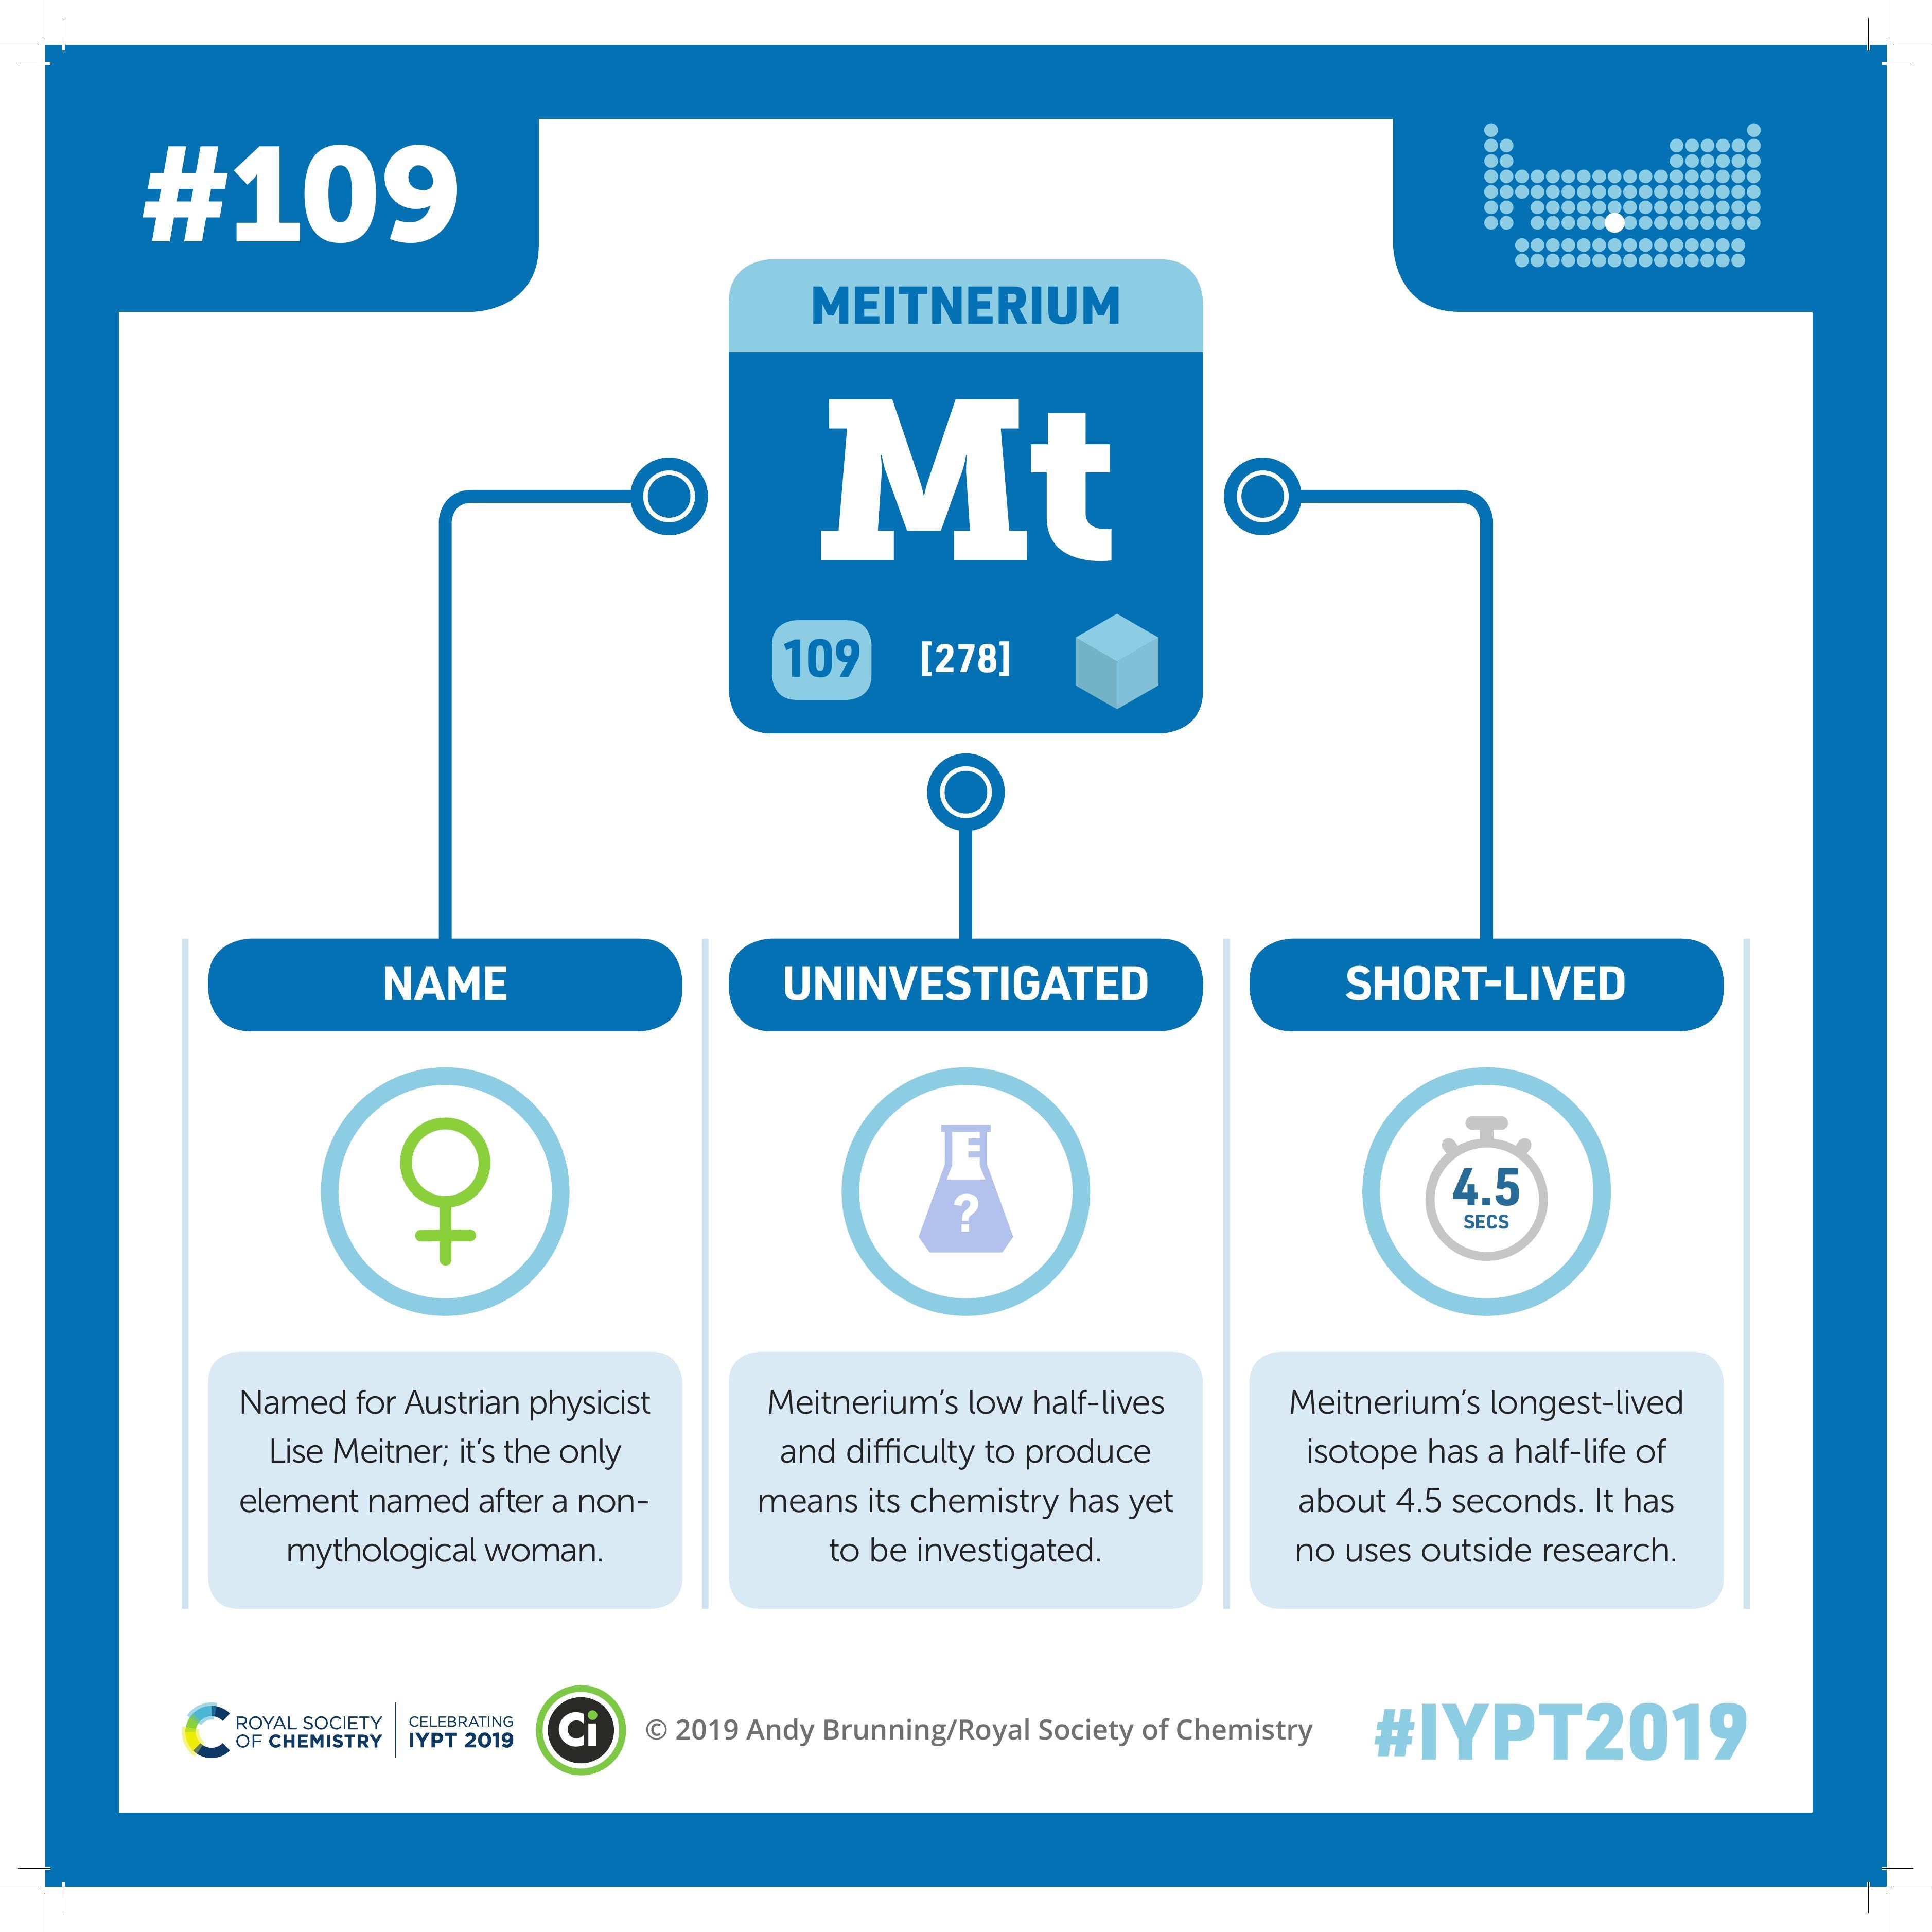 #109
MEITNERIUM
Mt
109 [278]
NAME
Named for Austrian physicist
Lise Meitner; it's the only
element named after a non-
mythological woman.
UNINVESTIGATED
?
Meitnerium's low half-lives
and difficulty to produce
means its chemistry has yet
to be investigated.
SHORT-LIVED
4.5
SECS
Meitnerium's longest-lived
isotope has a half-life of
about 4.5 seconds. It has
no uses outside research.
ROYAL SOCIETY
OF CHEMISTRY
CELEBRATING
IYPT 2019
Ci
© 2019 Andy Brunning/Royal Society of Chemistry
#IYPT2019